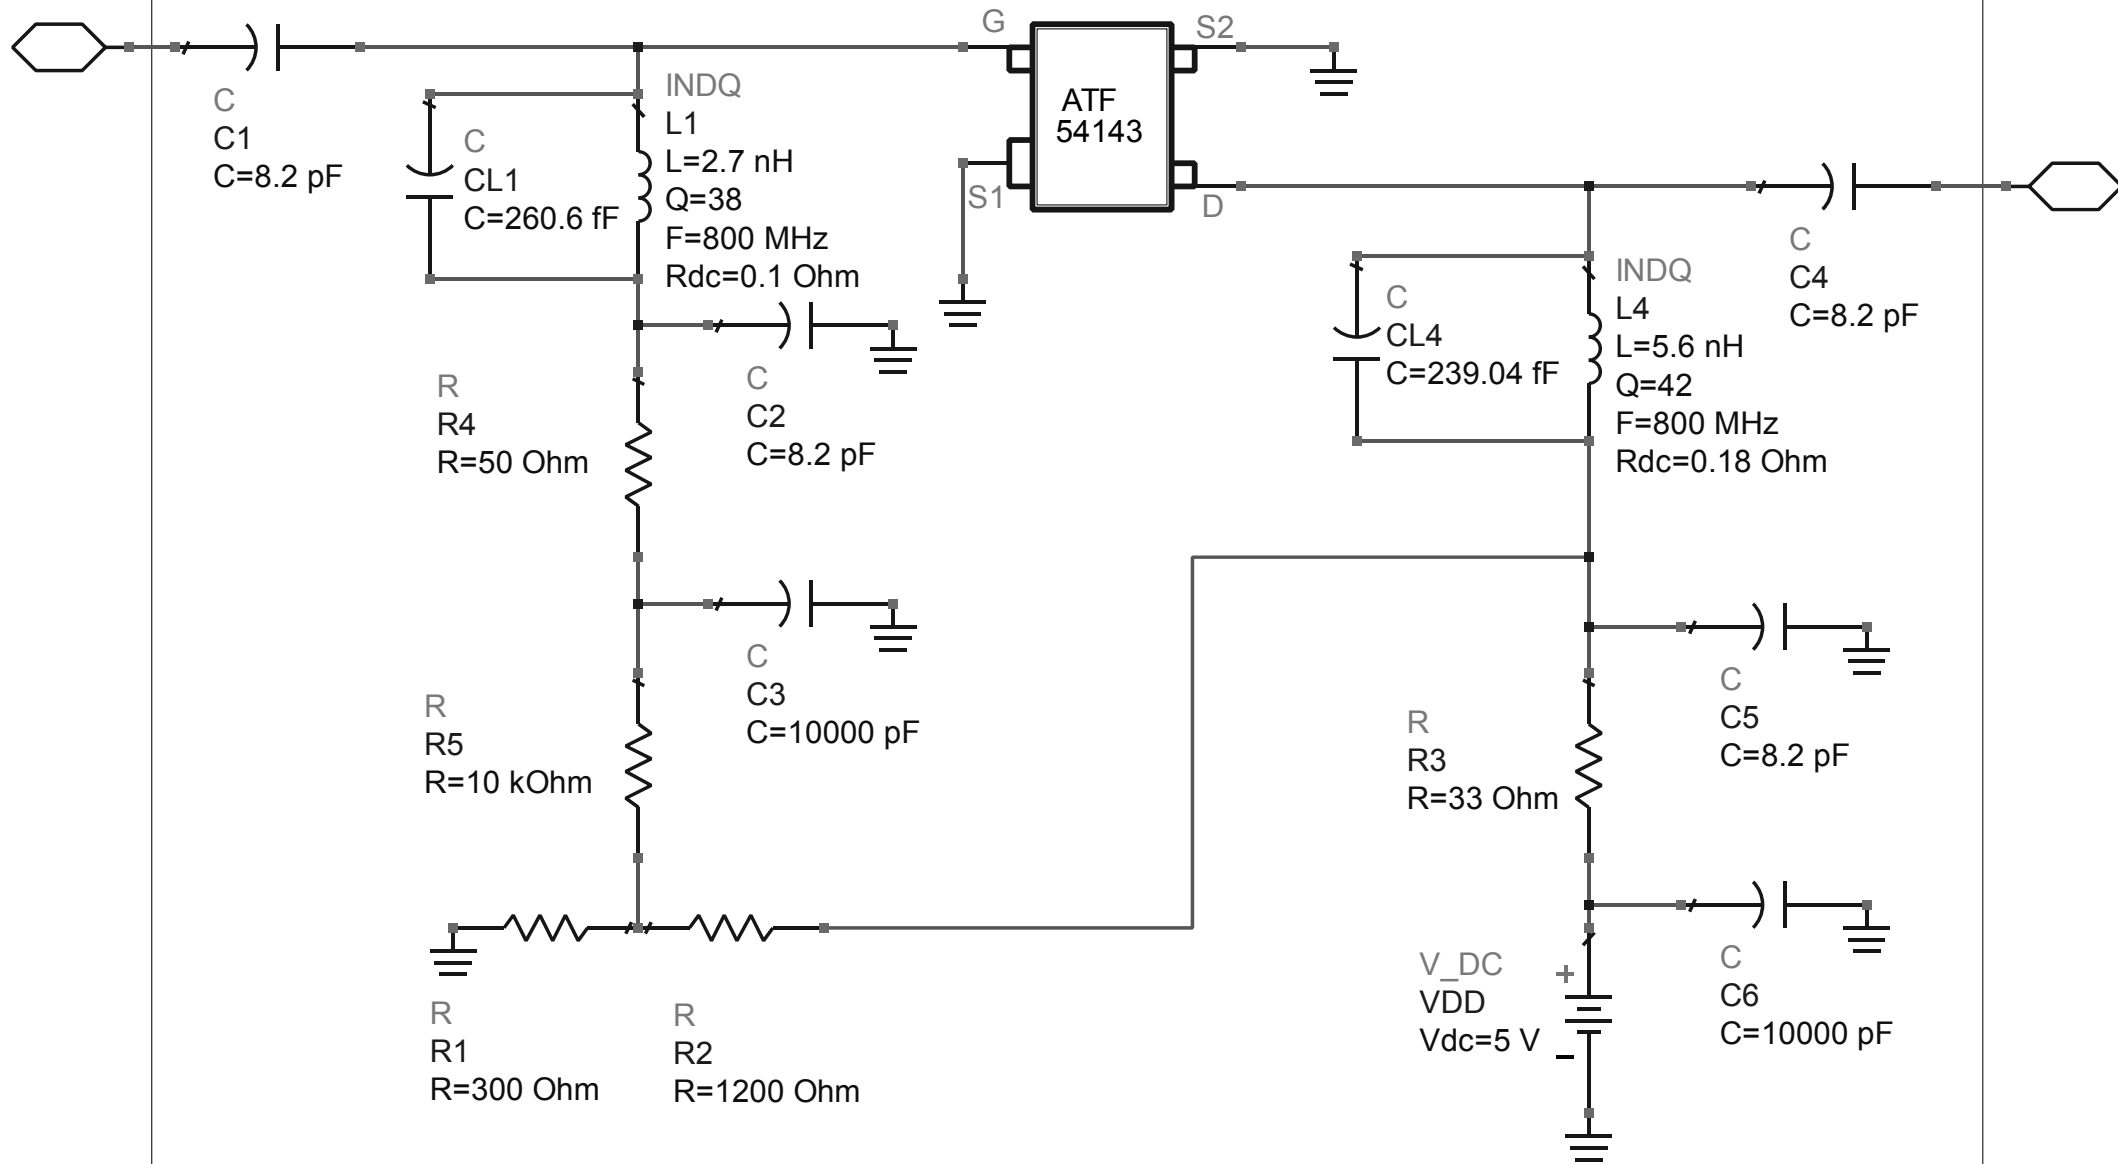 G
S2
ATF
54143
S1
D
C
C1
C=8.2 pF
C
CL1
C=260.6 fF
INDQ
L1
L=2.7 nH
Q=38
F=800 MHz
Rdc=0.1 Ohm
C
C4
C=8.2 pF
C
CL4
C=239.04 fF
INDQ
L4
L=5.6 nH
Q=42
F=800 MHz
Rdc=0.18 Ohm
R
R4
R=50 Ohm
C
C2
C=8.2 pF
C
C3
C=10000 pF
R
R5
R=10 kOhm
R
R3
R=33 Ohm
C
C5
C=8.2 pF
V_DC
VDD
Vdc=5 V
+
−
C
C6
C=10000 pF
R
R1
R=300 Ohm
R
R2
R=1200 Ohm